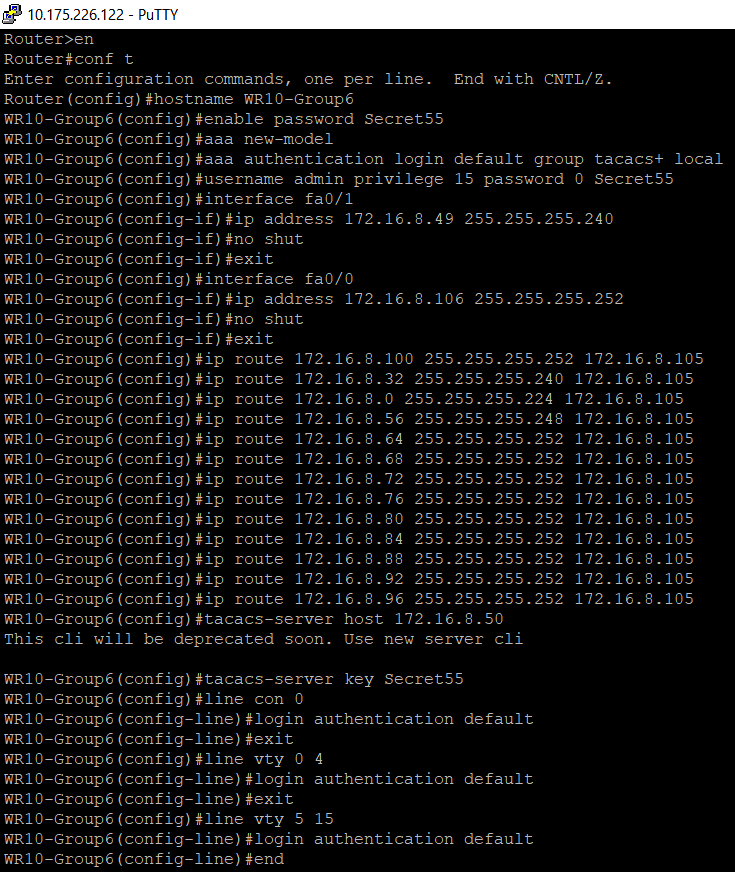 10.175.226.122 - PuTTY
Router>en
Router#conf t
Enter configuration commands, one per line.  End with CNTL/Z.
Router(config)#hostname WR10-Group6
WR10-Group6(config)#enable password Secret55
WR10-Group6(config)#aaa new-model
WR10-Group6(config)#aaa authentication login default group tacacs+ local
WR10-Group6(config)#username admin privilege 15 password 0 Secret55
WR10-Group6(config)#interface fa0/1
WR10-Group6(config-if)#ip address 172.16.8.49 255.255.255.240
WR10-Group6(config-if)#no shut
WR10-Group6(config-if)#exit
WR10-Group6(config)#interface fa0/0
WR10-Group6(config-if)#ip address 172.16.8.106 255.255.255.252
WR10-Group6(config-if)#no shut
WR10-Group6(config-if)#exit
WR10-Group6(config)#ip route 172.16.8.100 255.255.255.252 172.16.8.105
WR10-Group6(config)#ip route 172.16.8.32 255.255.255.240 172.16.8.105
WR10-Group6(config)#ip route 172.16.8.0 255.255.255.224 172.16.8.105
WR10-Group6(config)#ip route 172.16.8.56 255.255.255.248 172.16.8.105
WR10-Group6(config)#ip route 172.16.8.64 255.255.255.252 172.16.8.105
WR10-Group6(config)#ip route 172.16.8.68 255.255.255.252 172.16.8.105
WR10-Group6(config)#ip route 172.16.8.72 255.255.255.252 172.16.8.105
WR10-Group6(config)#ip route 172.16.8.76 255.255.255.252 172.16.8.105
WR10-Group6(config)#ip route 172.16.8.80 255.255.255.252 172.16.8.105
WR10-Group6(config)#ip route 172.16.8.84 255.255.255.252 172.16.8.105
WR10-Group6(config)#ip route 172.16.8.88 255.255.255.252 172.16.8.105
WR10-Group6(config)#ip route 172.16.8.92 255.255.255.252 172.16.8.105
WR10-Group6(config)#ip route 172.16.8.96 255.255.255.252 172.16.8.105
WR10-Group6(config)#tacacs-server host 172.16.8.50
This cli will be deprecated soon. Use new server cli
WR10-Group6(config)#tacacs-server key Secret55
WR10-Group6(config)#line con 0
WR10-Group6(config-line)#login authentication default
WR10-Group6(config-line)#exit
WR10-Group6(config)#line vty 0 4
WR10-Group6(config-line)#login authentication default
WR10-Group6(config-line)#exit
WR10-Group6(config)#line vty 5 15
WR10-Group6(config-line)#login authentication default
WR10-Group6(config-line)#end